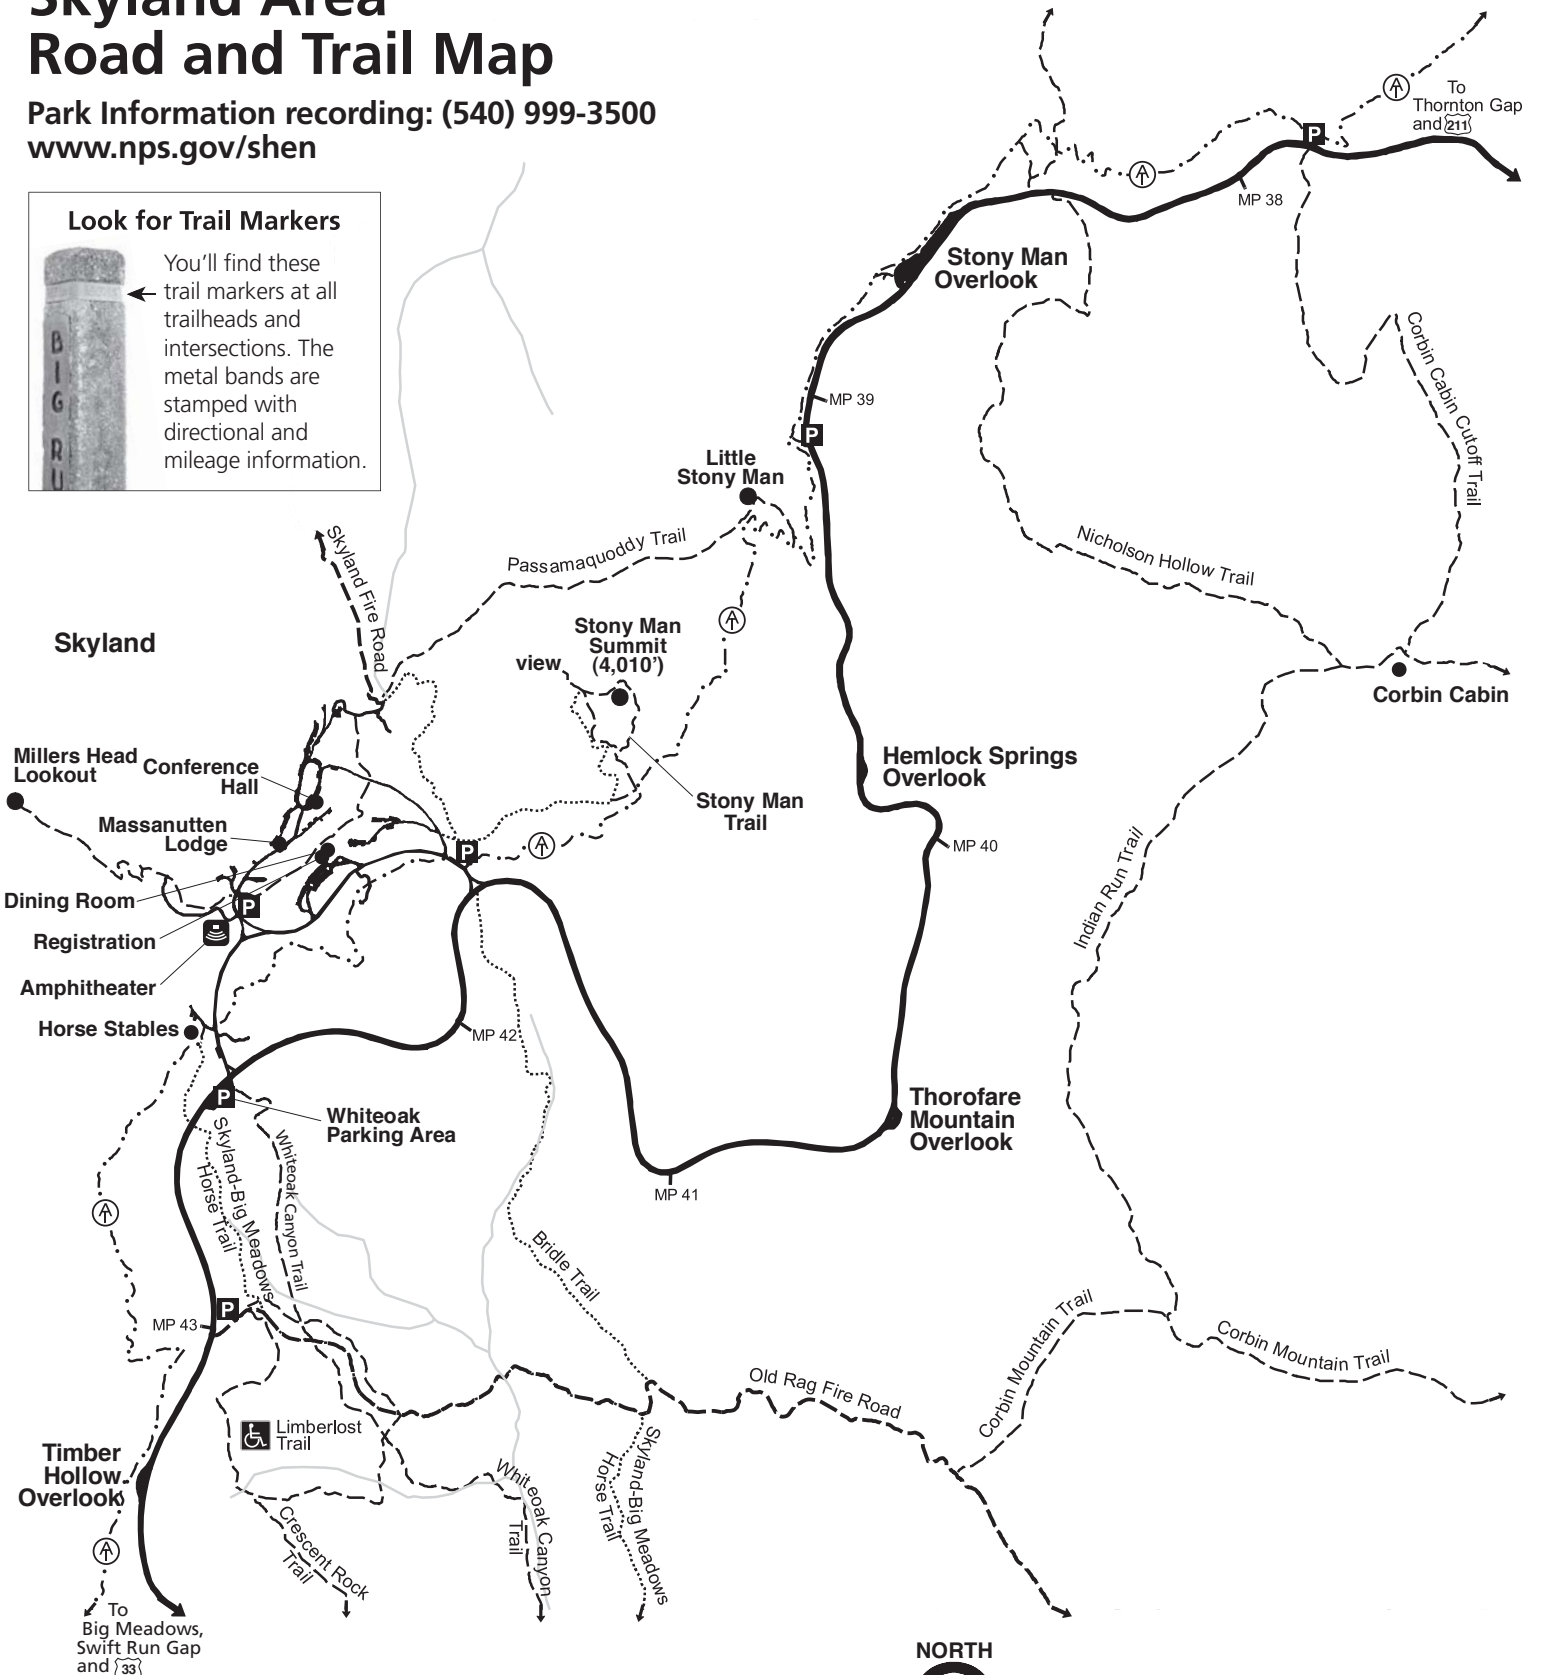 Skyland Area
Road and Trail Map
Park Information recording: (540) 999-3500
www.nps.gov/shen
Look for Trail Markers
You'll find these
trail markers at all
trailheads and
intersections. The
metal bands are
stamped with
directional and
mileage information.
B
I
G
R
U
To
Thornton Gap
and 211
P
MP 38
Stony Man
Overlook
MP 39
P
Little
Stony Man
Corbin Cabin Cutoff Trail
Nicholson Hollow Trail
Passamaquoddy Trail
Skyland Fire Road
Skyland
Stony Man
Summit
(4,010')
view
Corbin Cabin
Hemlock Springs
Overlook
Millers Head
Lookout
Conference
Hall
Stony Man
Trail
Massanutten
Lodge
MP 40
P
Indian Run Trail
Dining Room
P
Registration
Amphitheater
Horse Stables
MP 42
P
Whiteoak
Parking Area
Thorofare
Mountain
Overlook
MP 41
Skyland-Big Meadows
Horse Trail
Whiteoak Canyon Trail
Bridle Trail
P
MP 43
Corbin Mountain Trail
Corbin Mountain Trail
Old Rag Fire Road
Limberlost
Trail
Timber
Hollow
Overlook
Whiteoak Canyon
Trail
Skyland-Big Meadows
Horse Trail
Crescent Rock
Trail
To
Big Meadows,
Swift Run Gap
and 33
NORTH